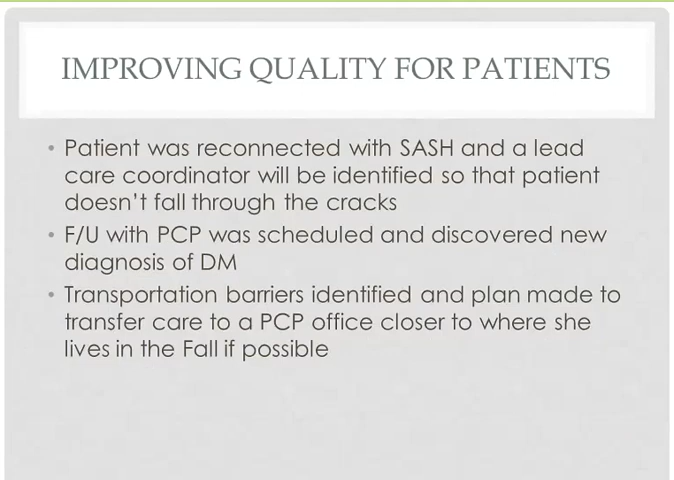 IMPROVING QUALITY FOR PATIENTS
• Patient was reconnected with SASH and a lead
care coordinator will be identified so that patient
doesn't fall through the cracks
• F/U with PCP was scheduled and discovered new
diagnosis of DM
• Transportation barriers identified and plan made to
transfer care to a PCP office closer to where she
lives in the Fall if possible